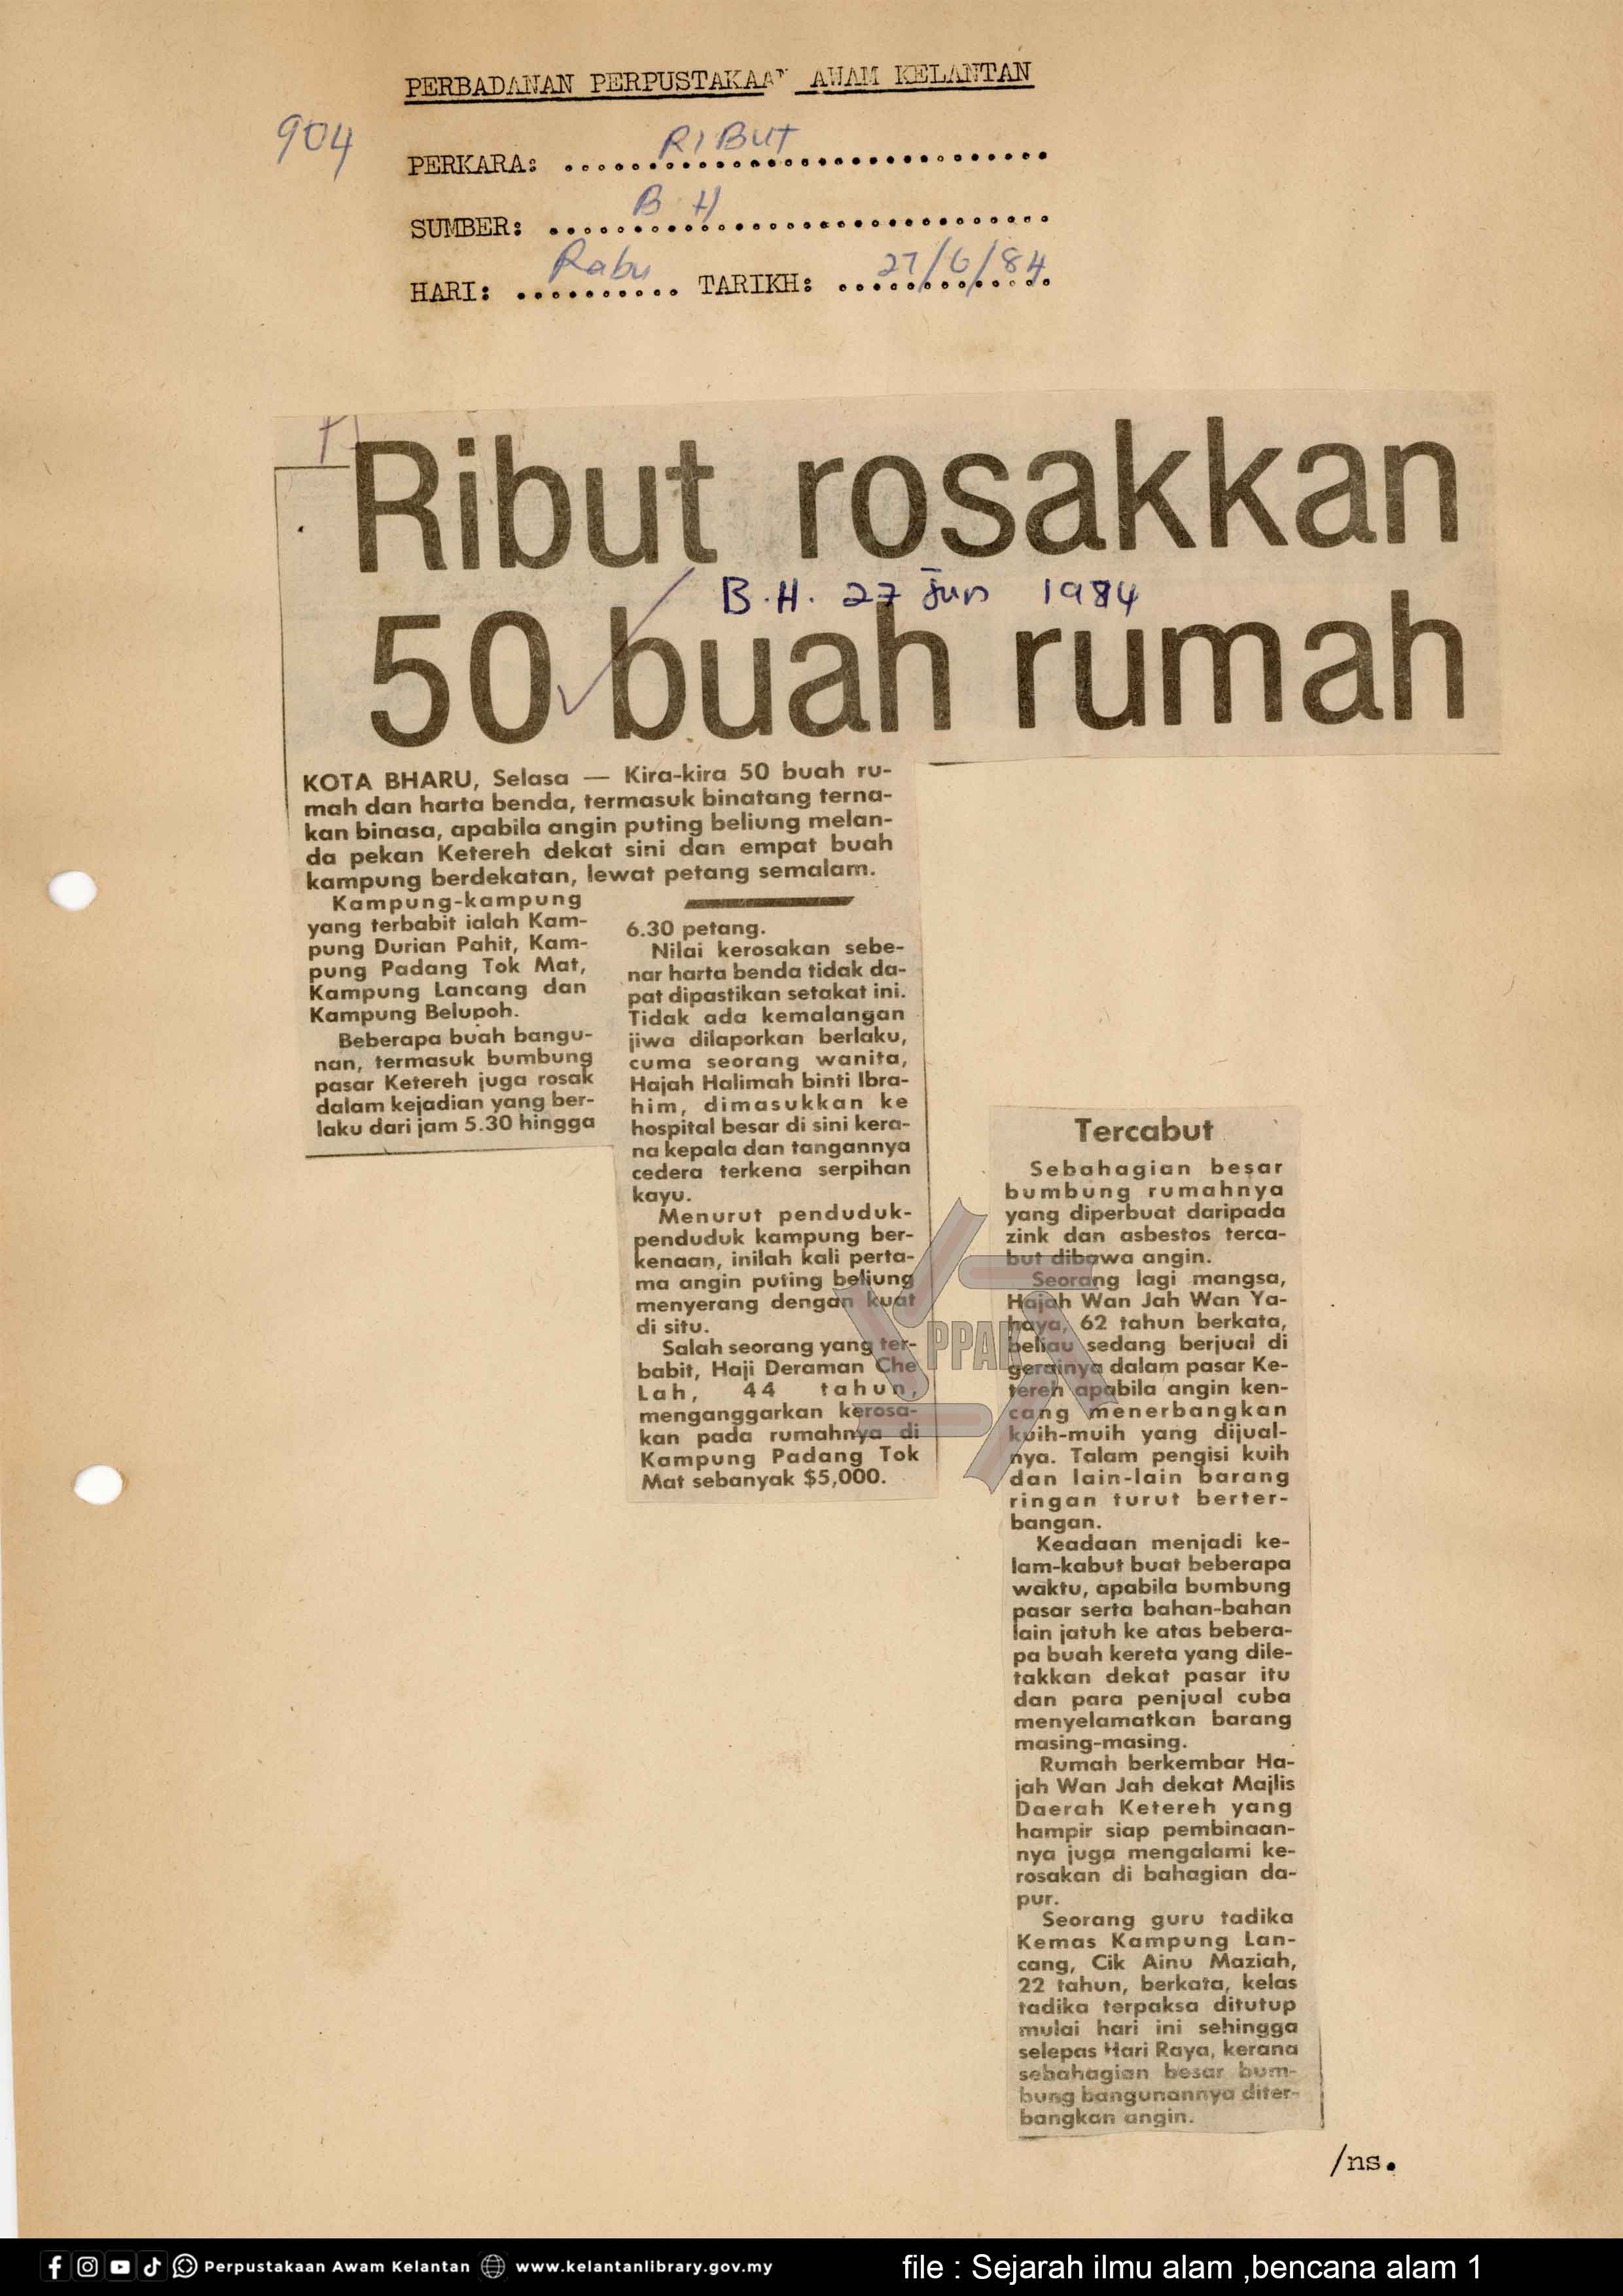 PERBADANAN PERPUSTAKAAN AWAM KELANTAN
904
PERKARA: RIBUT
SUMBER: B H
HARI: Rabu TARIKH: 27/6/84
Ribut rosakkan
B.H. 27 Jun 1984
50 buah rumah
KOTA BHARU, Selasa — Kira-kira 50 buah ru-
mah dan harta benda, termasuk binatang terna-
kan binasa, apabila angin puting beliung melan-
da pekan Ketereh dekat sini dan empat buah
kampung berdekatan, lewat petang semalam.
Kampung-kampung
yang terbabit ialah Kam-
pung Durian Pahit, Kam-
pung Padang Tok Mat,
Kampung Lancang dan
Kampung Belupoh.
Beberapa buah bangu-
nan, termasuk bumbung
pasar Ketereh juga rosak
dalam kejadian yang ber-
laku dari jam 5.30 hingga
6.30 petang.
Nilai kerosakan sebe-
nar harta benda tidak da-
pat dipastikan setakat ini.
Tidak ada kemalangan
jiwa dilaporkan berlaku,
cuma seorang wanita,
Hajah Halimah binti Ibra-
him, dimasukkan ke
hospital besar di sini kera-
na kepala dan tangannya
cedera terkena serpihan
kayu.
Menurut penduduk-
penduduk kampung ber-
kenaan, inilah kali perta-
ma angin puting beliung
menyerang dengan kuat
di situ.
Salah seorang yang ter-
babit, Haji Deraman Che
Lah, 44 tahun,
menganggarkan kerosa-
kan pada rumahnya di
Kampung Padang Tok
Mat sebanyak $5,000.
Tercabut
Sebahagian besar
bumbung rumahnya
yang diperbuat daripada
zink dan asbestos terca-
but dibawa angin.
Seorang lagi mangsa,
Hajah Wan Jah Wan Ya-
haya, 62 tahun berkata,
beliau sedang berjual di
gerainya dalam pasar Ke-
tereh apabila angin ken-
cang menerbangkan
kuih-muih yang dijual-
nya. Talam pengisi kuih
dan lain-lain barang
ringan turut berter-
bangan.
Keadaan menjadi ke-
lam-kabut buat beberapa
waktu, apabila bumbung
pasar serta bahan-bahan
lain jatuh ke atas bebera-
pa buah kereta yang dile-
takkan dekat pasar itu
dan para penjual cuba
menyelamatkan barang
masing-masing.
Rumah berkembar Ha-
jah Wan Jah dekat Majlis
Daerah Ketereh yang
hampir siap pembinaan-
nya juga mengalami ke-
rosakan di bahagian da-
pur.
Seorang guru tadika
Kemas Kampung Lan-
cang, Cik Ainu Maziah,
22 tahun, berkata, kelas
tadika terpaksa ditutup
mulai hari ini sehingga
selepas Hari Raya, kerana
sebahagian besar bum-
bung bangunannya diter-
bangkan angin.
PPAK
/ns.
Perpustakaan Awam Kelantan www.kelantanlibrary.gov.my
file : Sejarah ilmu alam ,bencana alam 1